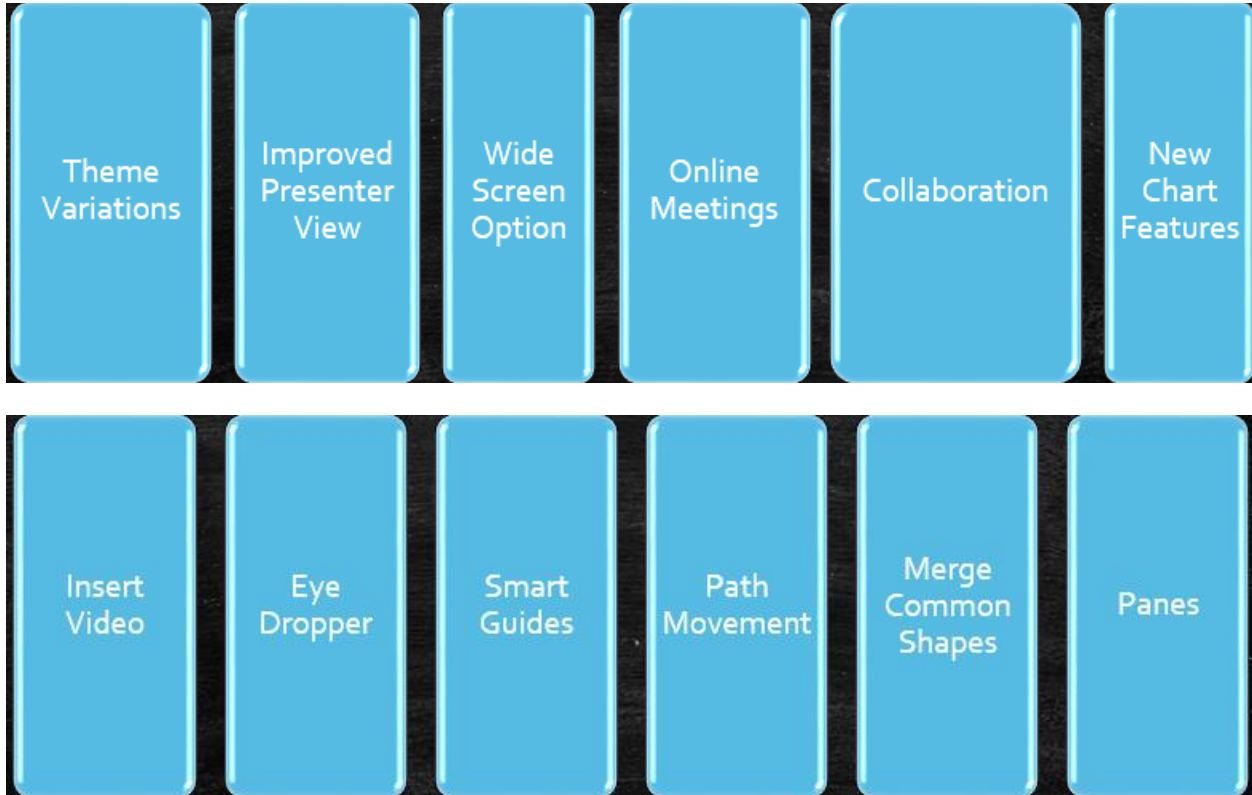 Theme
Variations
Improved
Presenter
View
Wide
Screen
Option
Online
Meetings
Collaboration
New
Chart
Features
Insert
Video
Eye
Dropper
Smart
Guides
Path
Movement
Merge
Common
Shapes
Panes